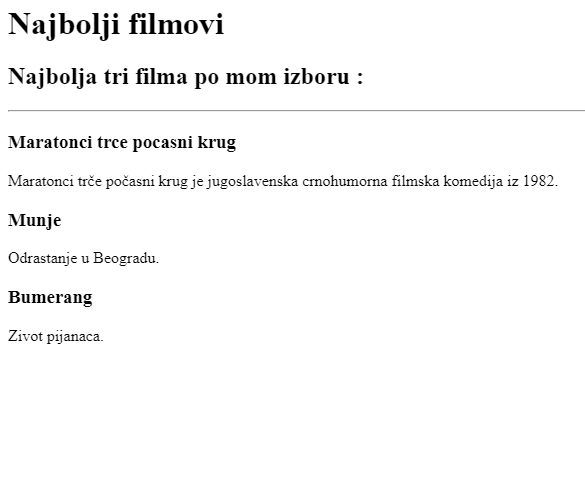 Najbolji filmovi
Najbolja tri filma po mom izboru :
Maratonci trce pocasni krug
Maratonci trče počasni krug je jugoslavenska crnohumorna filmska komedija iz 1982.
Munje
Odrastanje u Beogradu.
Bumerang
Zivot pijanaca.